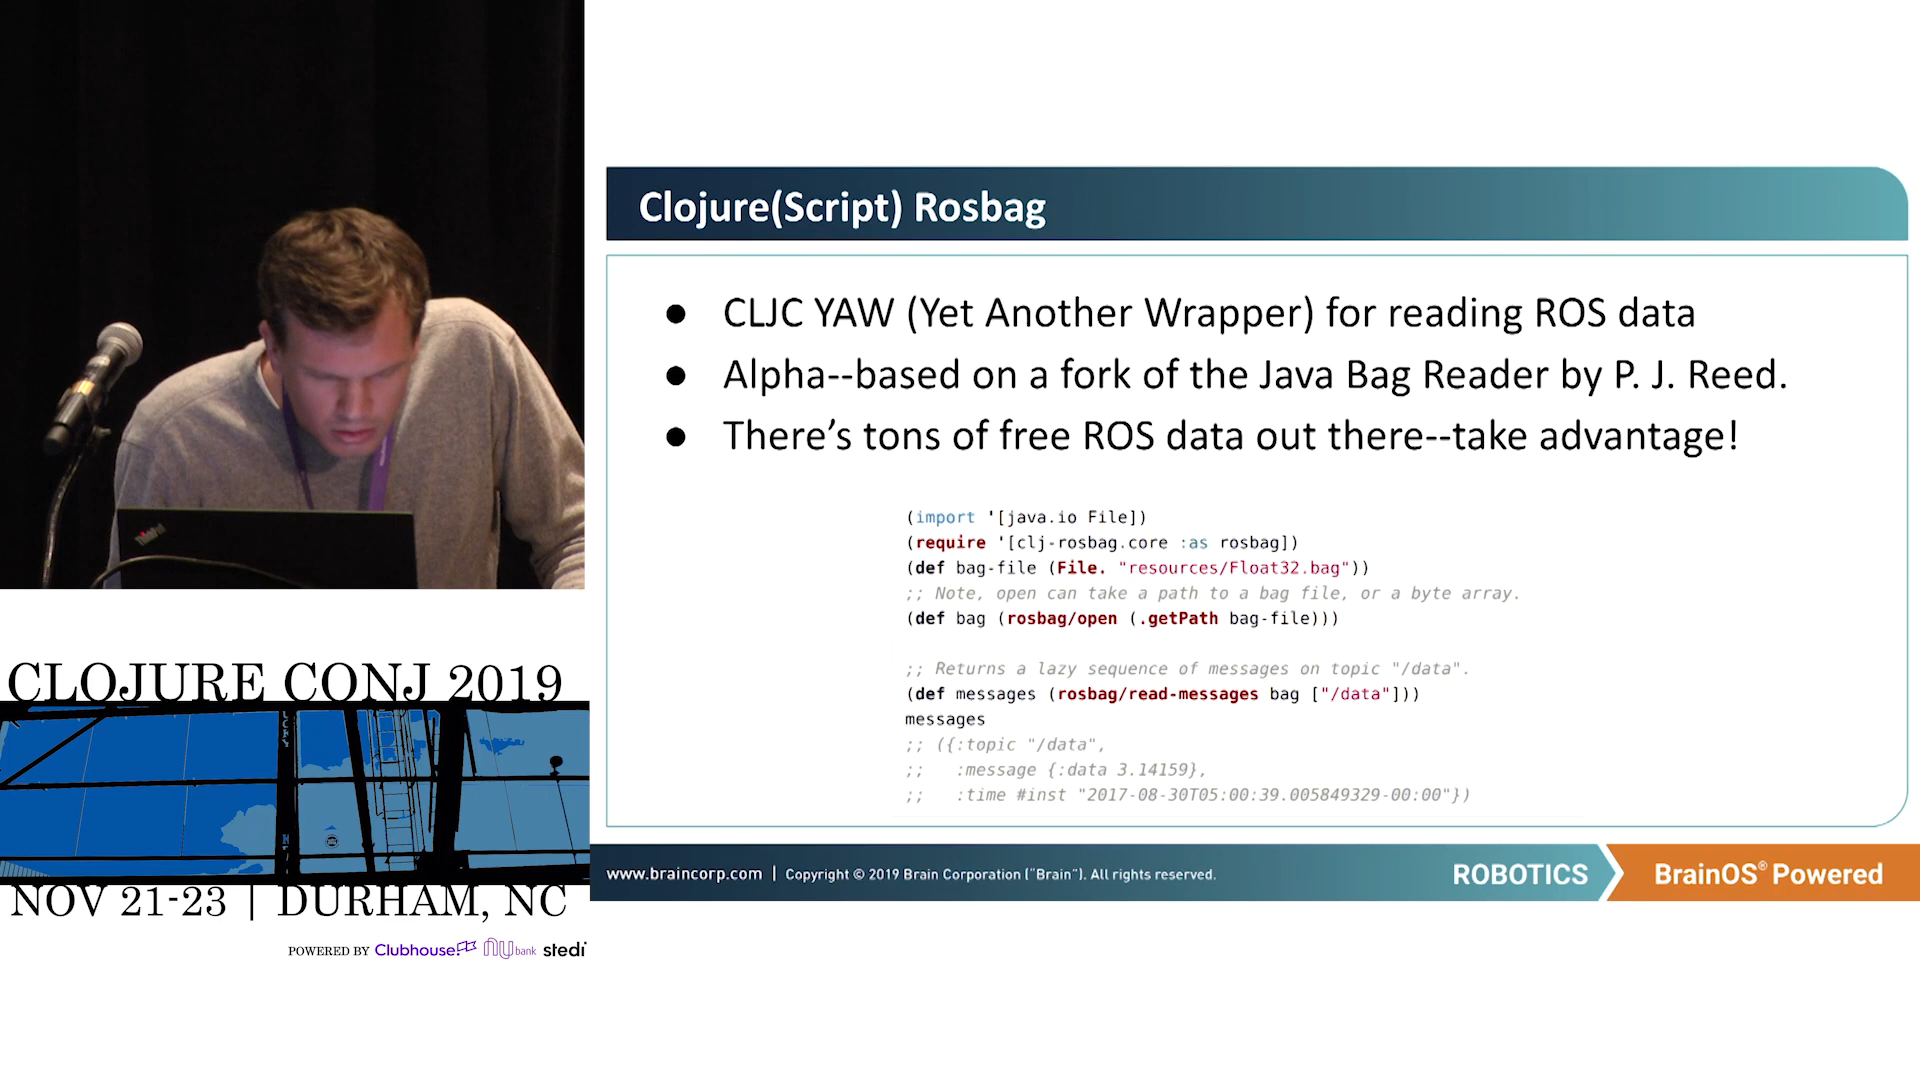 Clojure(Script) Rosbag
● CLJC YAW (Yet Another Wrapper) for reading ROS data
● Alpha--based on a fork of the Java Bag Reader by P. J. Reed.
● There’s tons of free ROS data out there--take advantage!
(import '[java.io File])
(require '[clj-rosbag.core :as rosbag])
(def bag-file (File. "resources/Float32.bag"))
;; Note, open can take a path to a bag file, or a byte array.
(def bag (rosbag/open (.getPath bag-file)))
;; Returns a lazy sequence of messages on topic "/data".
(def messages (rosbag/read-messages bag ["/data"]))
messages
;; ({:topic "/data",
;;   :message {:data 3.14159},
;;   :time #inst "2017-08-30T05:00:39.005849329-00:00"})
www.braincorp.com | Copyright © 2019 Brain Corporation ("Brain"). All rights reserved.
ROBOTICS
BrainOS® Powered
ThinkPad
CLOJURE CONJ 2019
NOV 21-23 | DURHAM, NC
POWERED BY Clubhouse nu bank stedi